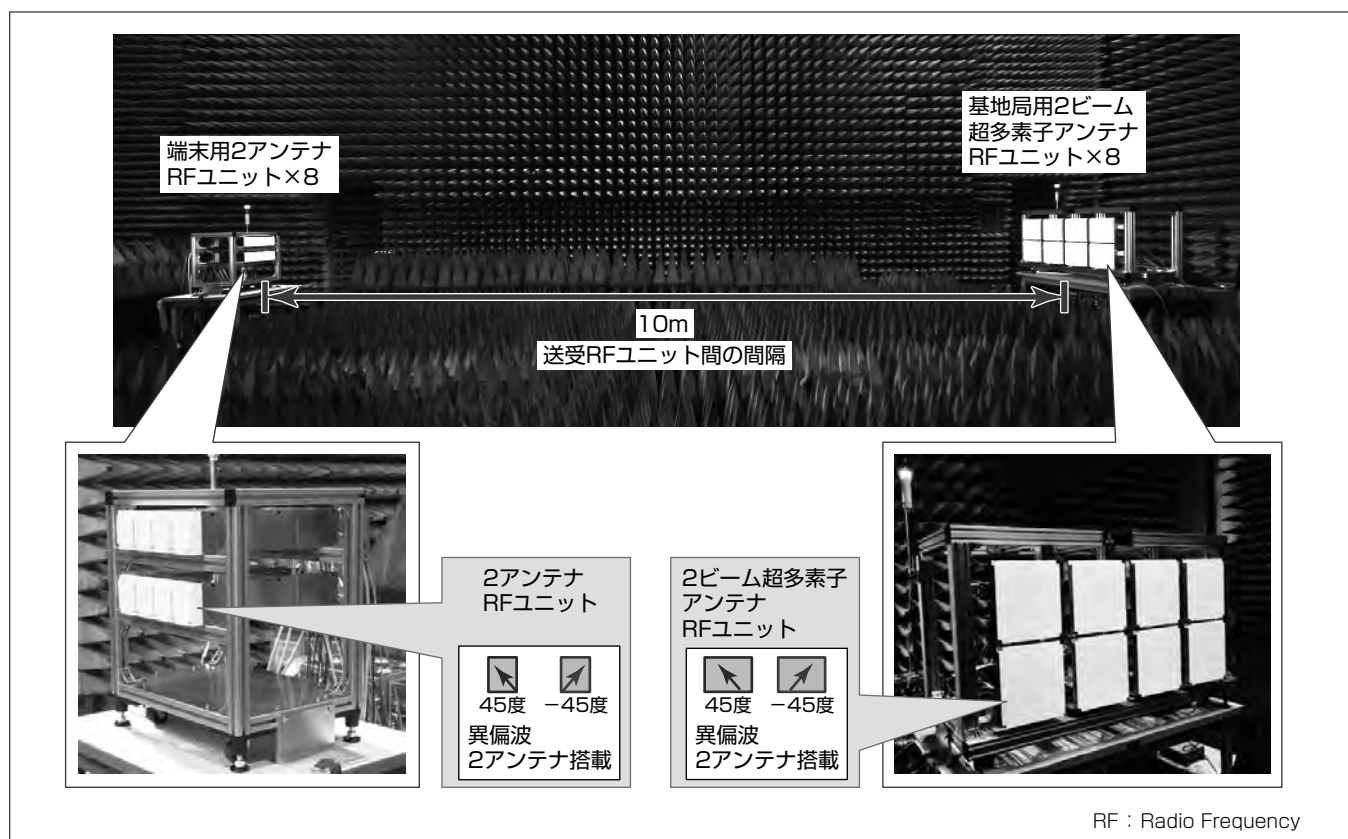 端末用2アンテナ
RFユニット×8
基地局用2ビーム
超多素子アンテナ
RFユニット×8
10m
送受RFユニット間の間隔
2アンテナ
RFユニット
45度 −45度
異偏波
2アンテナ搭載
2ビーム超多素子
アンテナ
RFユニット
45度 −45度
異偏波
2アンテナ搭載
RF：Radio Frequency